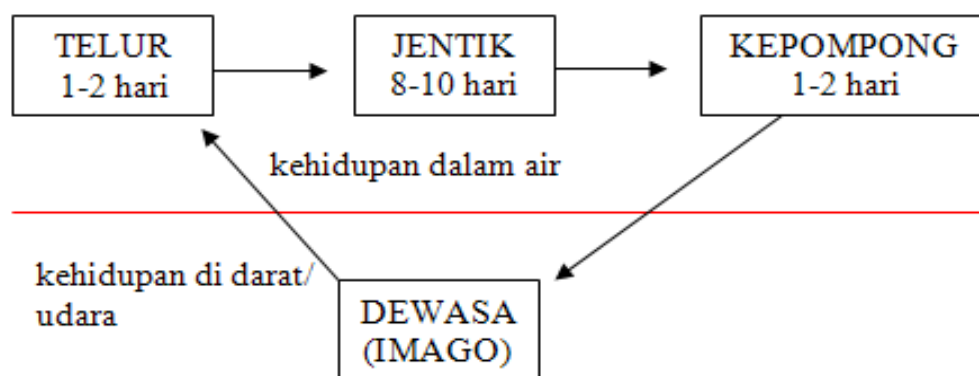 TELUR
1-2 hari
JENTIK
8-10 hari
KEPOMPONG
1-2 hari
kehidupan dalam air
kehidupan di darat/
udara
DEWASA
(IMAGO)